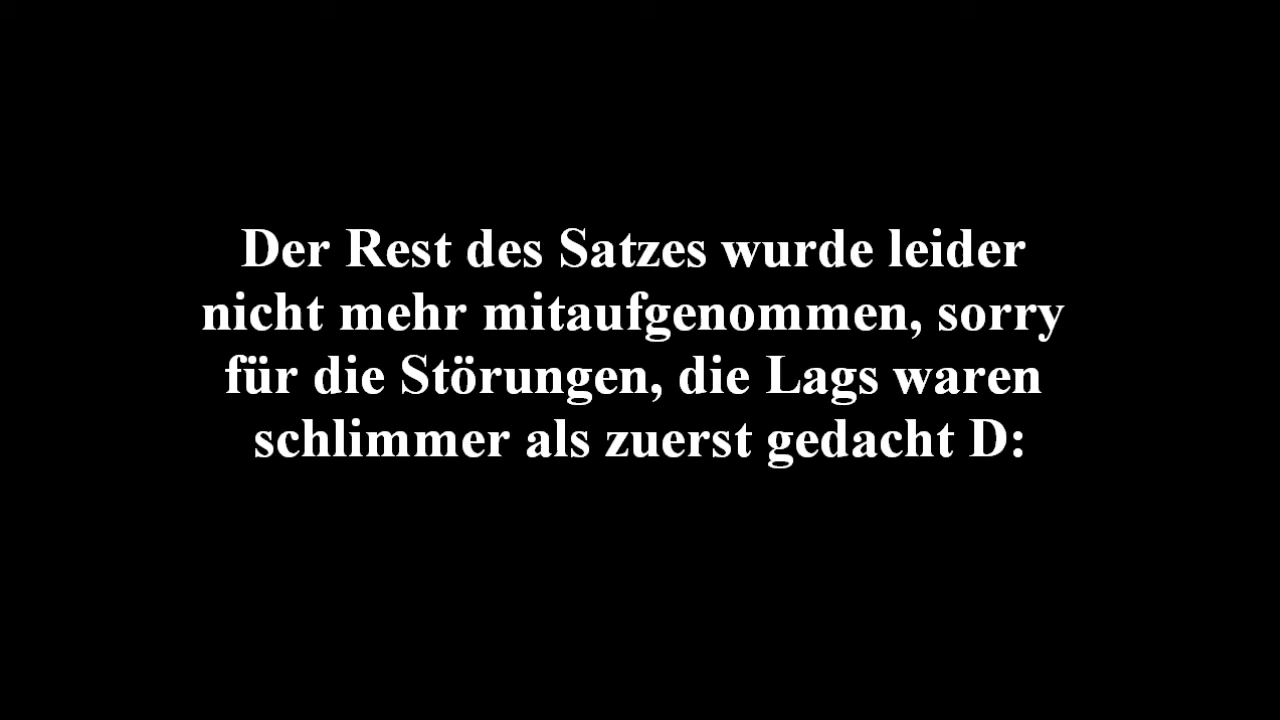 Der Rest des Satzes wurde leider
nicht mehr mitaufgenommen, sorry
für die Störungen, die Lags waren
schlimmer als zuerst gedacht D: